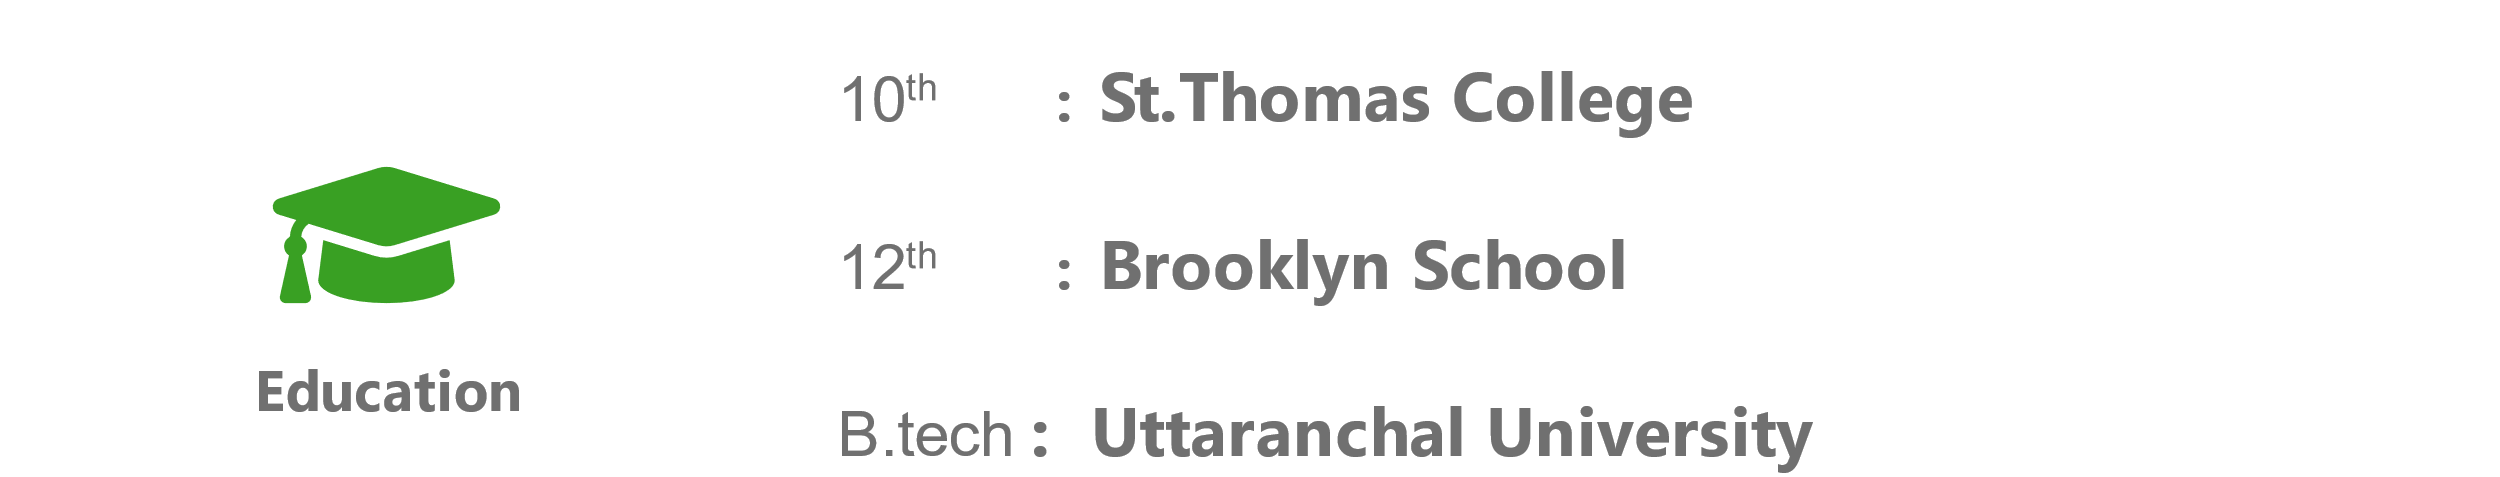 10th : St.Thomas College
12th : Brooklyn School
Education
B.tech : Uttaranchal University